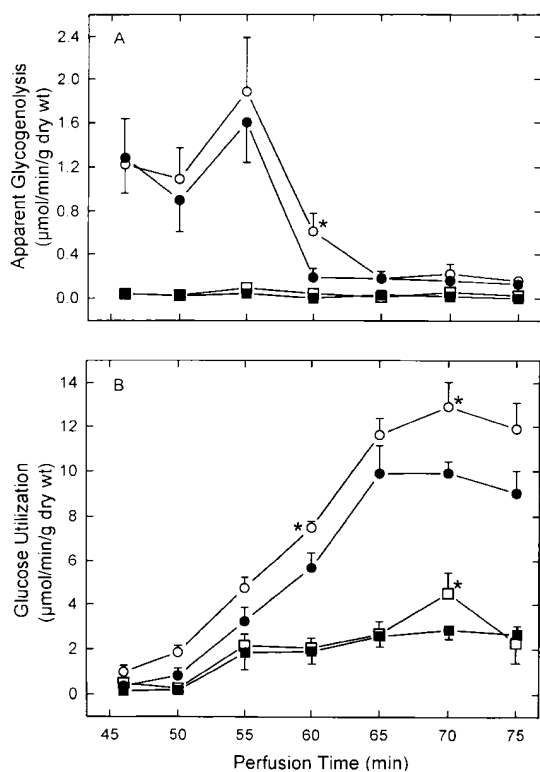 A
2.4
2.0
1.6
1.2
0.8
0.4
0.0
Apparent Glycogenolysis
(µmol/min/g dry wt)
*
B
14
12
10
8
6
4
2
0
Glucose Utilization
(µmol/min/g dry wt)
*
*
*
45 50 55 60 65 70 75
Perfusion Time (min)